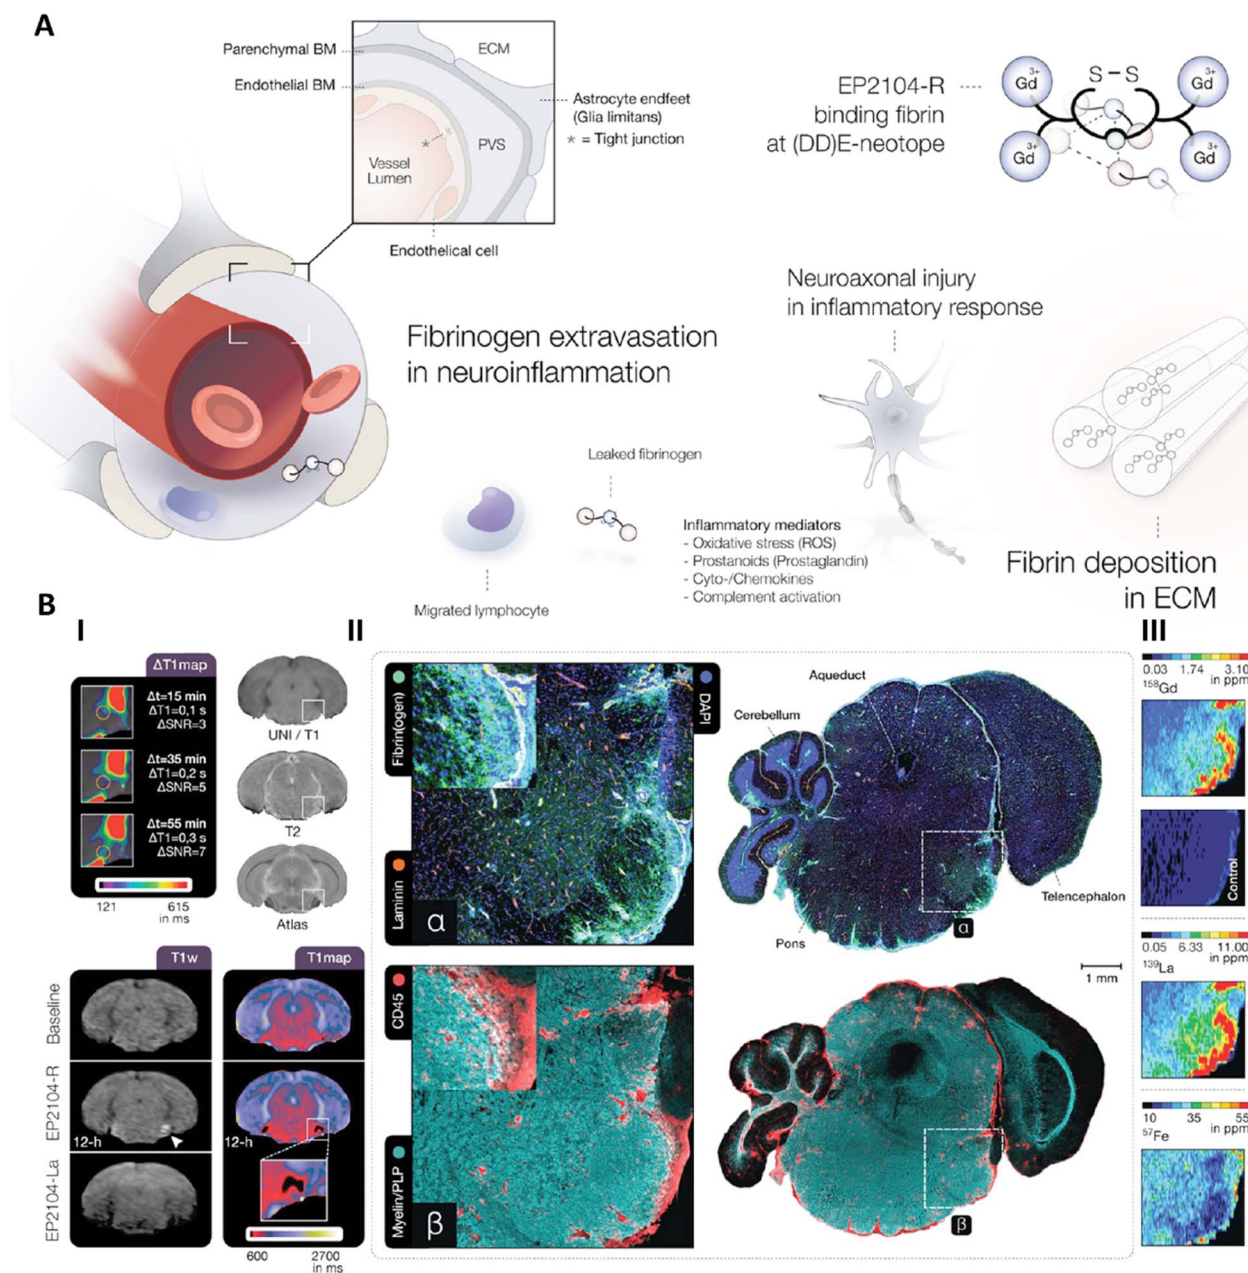 A
Parenchymal BM
ECM
Endothelial BM
Astrocyte endfeet
(Glia limitans)
* = Tight junction
*
PVS
Vessel
Lumen
Endothelical cell
EP2104-R
binding fibrin
at (DD)E-neotope
S-S
Gd 3+
Gd 3+
Gd 3+
Gd 3+
Fibrinogen extravasation
in neuroinflammation
Neuroaxonal injury
in inflammatory response
Leaked fibrinogen
Migrated lymphocyte
Inflammatory mediators
- Oxidative stress (ROS)
- Prostanoids (Prostaglandin)
- Cyto-/Chemokines
- Complement activation
Fibrin deposition
in ECM
B
I
ΔT1map
Δt=15 min
ΔT1=0,1 s
ΔSNR=3
Δt=35 min
ΔT1=0,2 s
ΔSNR=5
Δt=55 min
ΔT1=0,3 s
ΔSNR=7
121 615
in ms
UNI / T1
T2
Atlas
T1w
T1map
Baseline
EP2104-R
12-h
12-h
EP2104-La
600 2700
in ms
II
Fibrin(ogen)
DAPI
Laminin
α
Aqueduct
Cerebellum
Telencephalon
Pons
α
1 mm
CD45
Myelin/PLP
β
β
III
0.03 1.74 3.10
in ppm
158Gd
Control
0.05 6.33 11.00
in ppm
139La
10 35 55
in ppm
57Fe